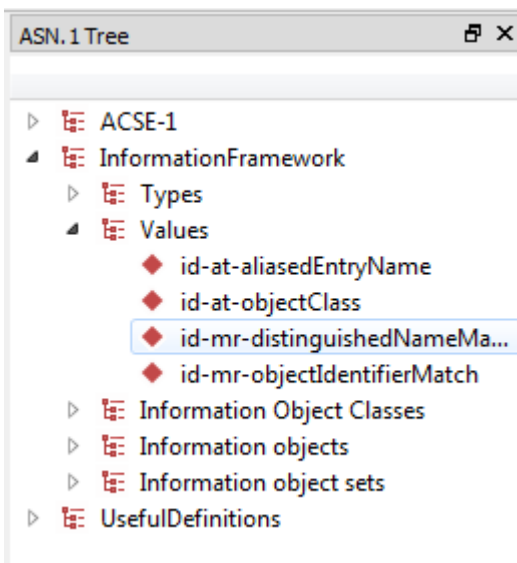 ASN.1 Tree
ACSE-1
InformationFramework
Types
Values
id-at-aliasedEntryName
id-at-objectClass
id-mr-distinguishedNameMa...
id-mr-objectIdentifierMatch
Information Object Classes
Information objects
Information object sets
UsefulDefinitions